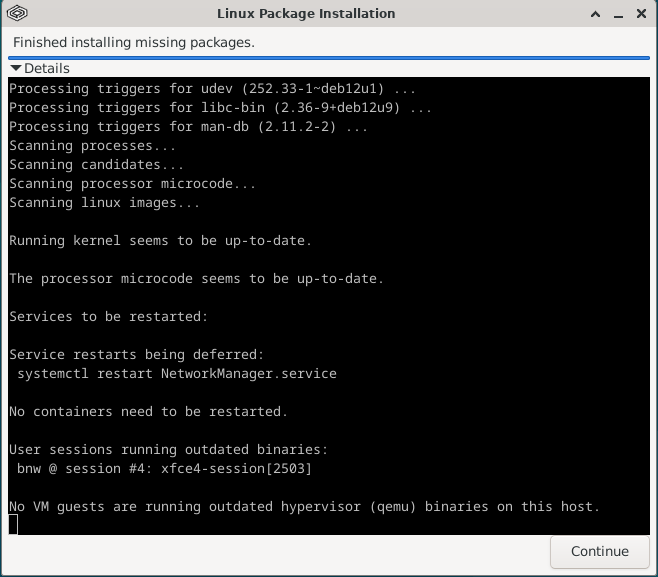 Linux Package Installation
Finished installing missing packages.
Details
Processing triggers for udev (252.33-1~deb12u1) ...
Processing triggers for libc-bin (2.36-9+deb12u9) ...
Processing triggers for man-db (2.11.2-2) ...
Scanning processes...
Scanning candidates...
Scanning processor microcode...
Scanning linux images...
Running kernel seems to be up-to-date.
The processor microcode seems to be up-to-date.
Services to be restarted:
Service restarts being deferred:
systemctl restart NetworkManager.service
No containers need to be restarted.
User sessions running outdated binaries:
bnw @ session #4: xfce4-session[2503]
No VM guests are running outdated hypervisor (qemu) binaries on this host.
Continue